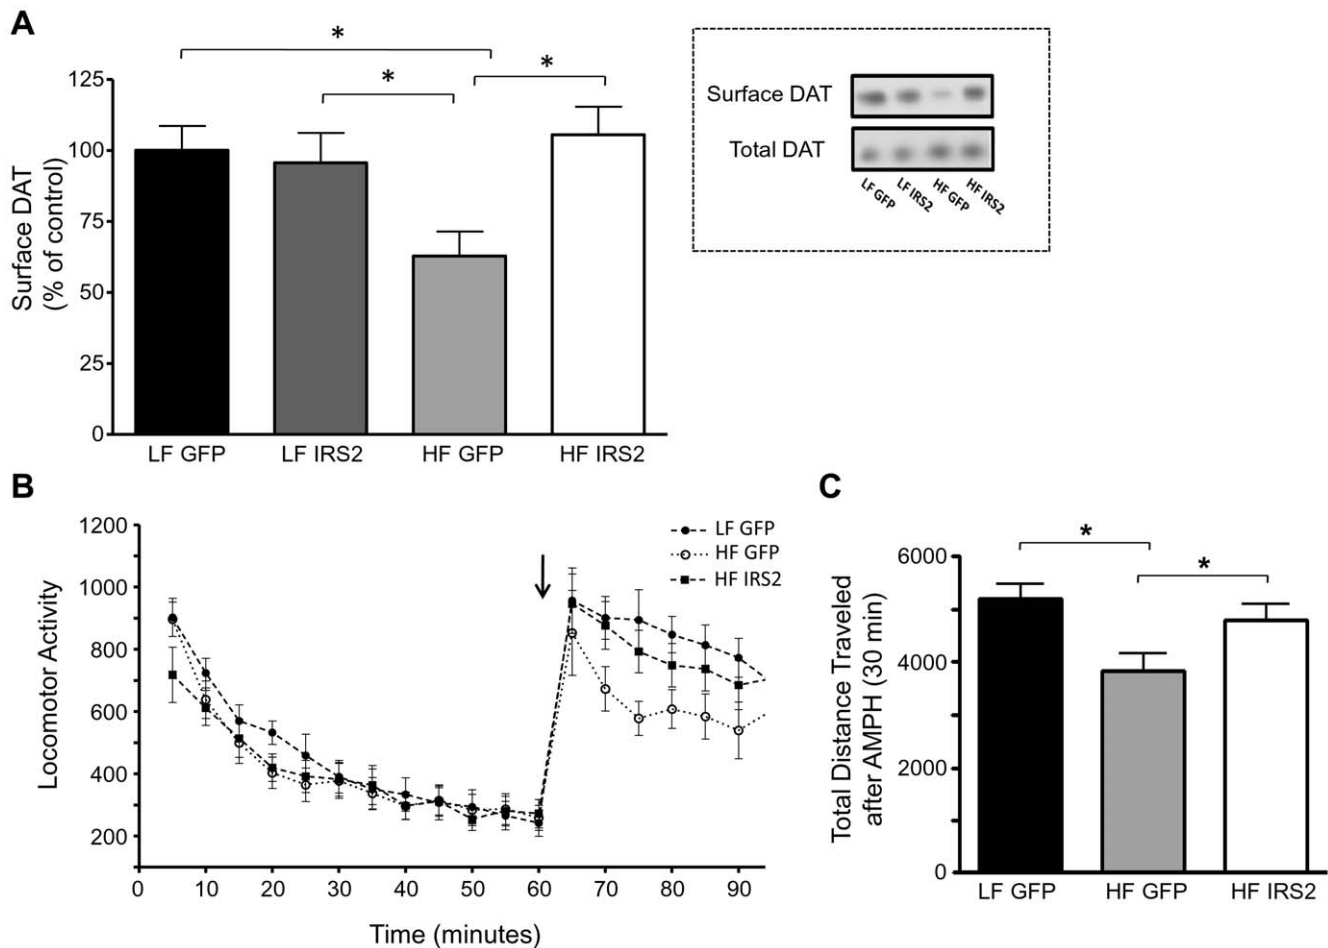 A
*
*
*
125
100
75
50
25
0
Surface DAT
(% of control)
LF GFP
LF IRS2
HF GFP
HF IRS2
Surface DAT
Total DAT
LF GFP
LF IRS2
HF GFP
HF IRS2
B
1200
1000
800
600
400
200
Locomotor Activity
0
10
20
30
40
50
60
70
80
90
Time (minutes)
LF GFP
HF GFP
HF IRS2
C
*
*
6000
4000
2000
0
Total Distance Traveled
after AMPH (30 min)
LF GFP
HF GFP
HF IRS2